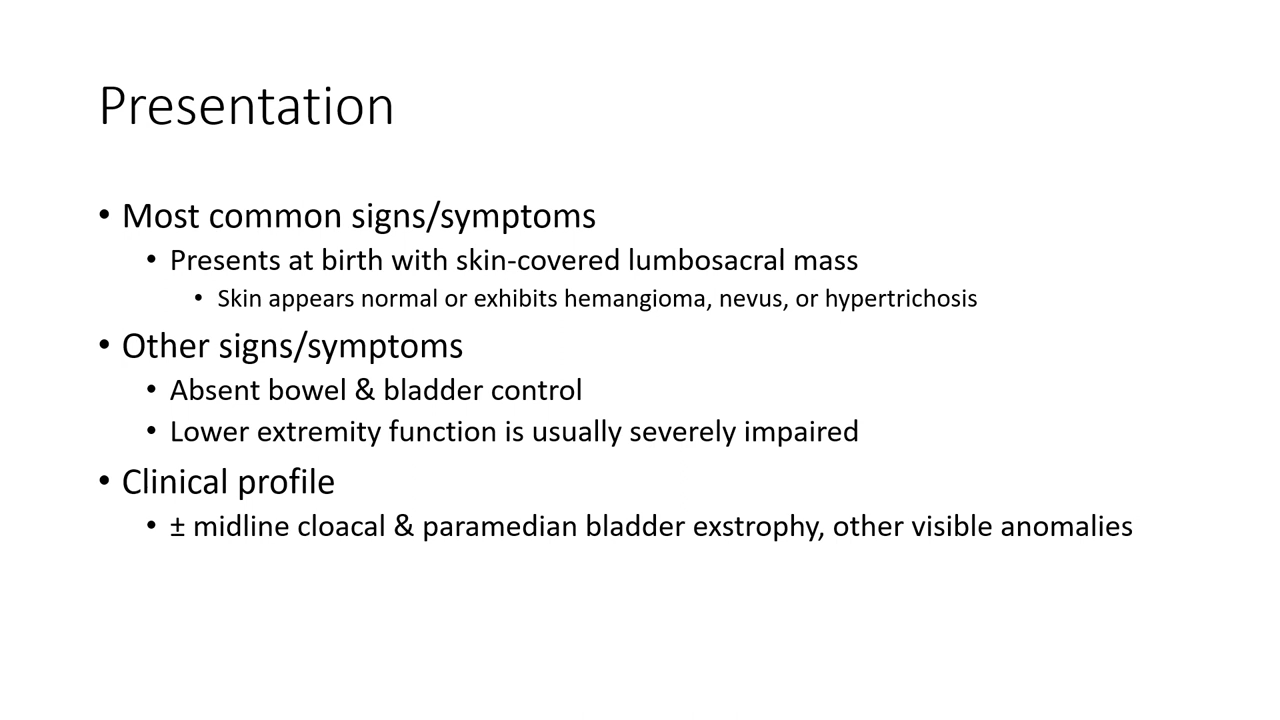 Presentation
• Most common signs/symptoms
• Presents at birth with skin-covered lumbosacral mass
• Skin appears normal or exhibits hemangioma, nevus, or hypertrichosis
• Other signs/symptoms
• Absent bowel & bladder control
• Lower extremity function is usually severely impaired
• Clinical profile
• ± midline cloacal & paramedian bladder exstrophy, other visible anomalies